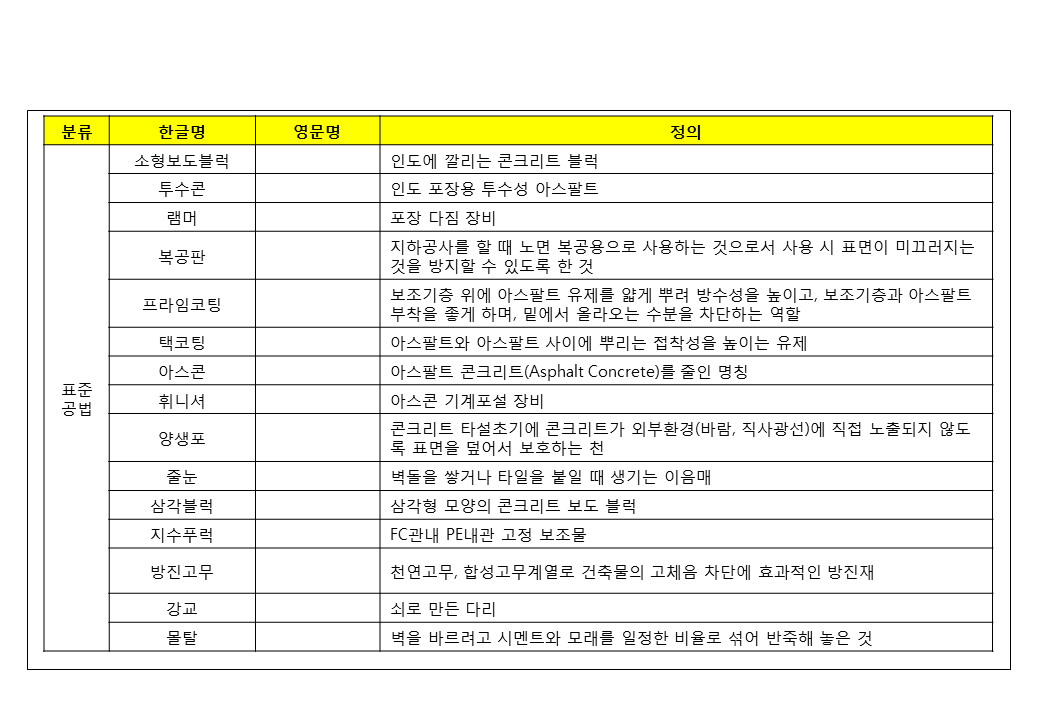 분류 한글명 영문명 정의
소형보도블럭 인도에 깔리는 콘크리트 블럭
투수콘 인도 포장용 투수성 아스팔트
램머 포장 다짐 장비
복공판 지하공사를 할 때 노면 복공용으로 사용하는 것으로서 사용 시 표면이 미끄러지는
것을 방지할 수 있도록 한 것
프라임코팅 보조기층 위에 아스팔트 유제를 얇게 뿌려 방수성을 높이고, 보조기층과 아스팔트
부착을 좋게 하며, 밑에서 올라오는 수분을 차단하는 역할
택코팅 아스팔트와 아스팔트 사이에 뿌리는 접착성을 높이는 유제
표준
공법
아스콘 아스팔트 콘크리트(Asphalt Concrete)를 줄인 명칭
휘니셔 아스콘 기계포설 장비
양생포 콘크리트 타설초기에 콘크리트가 외부환경(바람, 직사광선)에 직접 노출되지 않도
록 표면을 덮어서 보호하는 천
줄눈 벽돌을 쌓거나 타일을 붙일 때 생기는 이음매
삼각블럭 삼각형 모양의 콘크리트 보도 블럭
지수푸럭 FC관내 PE내관 고정 보조물
방진고무 천연고무, 합성고무계열로 건축물의 고체음 차단에 효과적인 방진재
강교 쇠로 만든 다리
몰탈 벽을 바르려고 시멘트와 모래를 일정한 비율로 섞어 반죽해 놓은 것